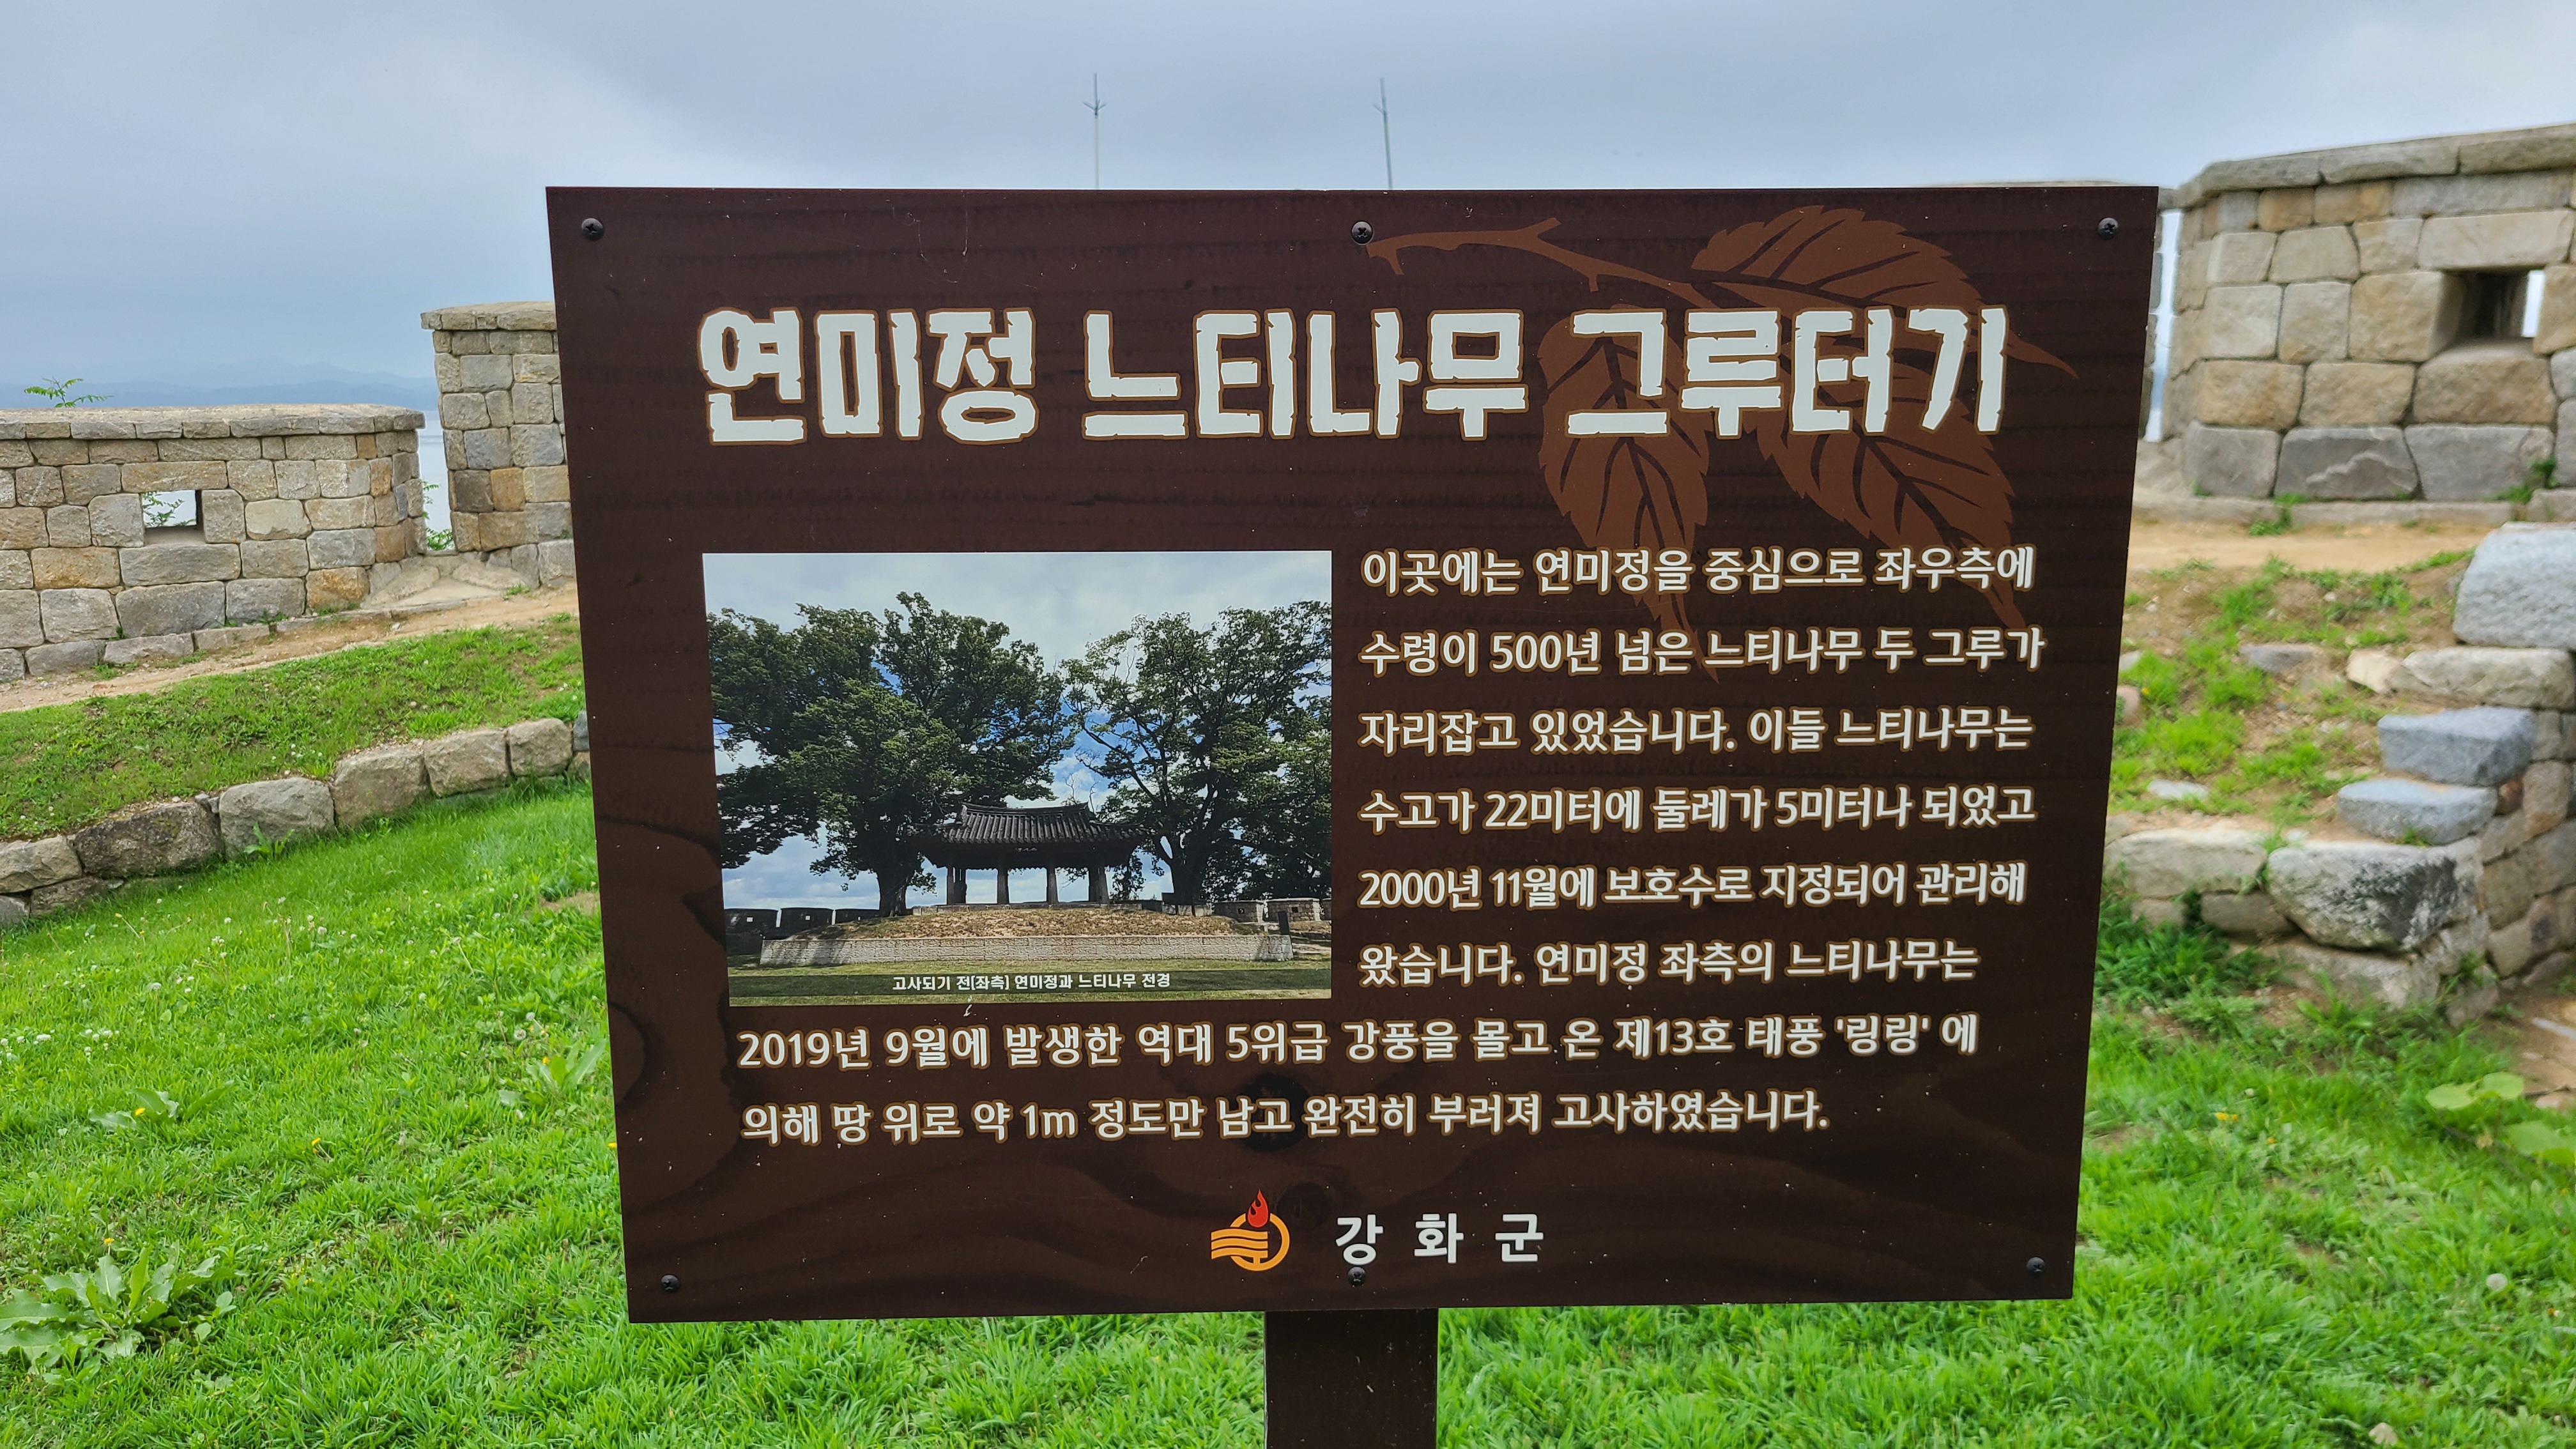 연미정 느티나무 그루터기
이곳에는 연미정을 중심으로 좌우측에
수령이 500년 넘은 느티나무 두 그루가
자리잡고 있었습니다. 이들 느티나무는
수고가 22미터에 둘레가 5미터나 되었고
2000년 11월에 보호수로 지정되어 관리해
왔습니다. 연미정 좌측의 느티나무는
고사되기 전(좌측) 연미정과 느티나무 전경
2019년 9월에 발생한 역대 5위급 강풍을 몰고 온 제13호 태풍 '링링' 에
의해 땅 위로 약 1m 정도만 남고 완전히 부러져 고사하였습니다.
강화군